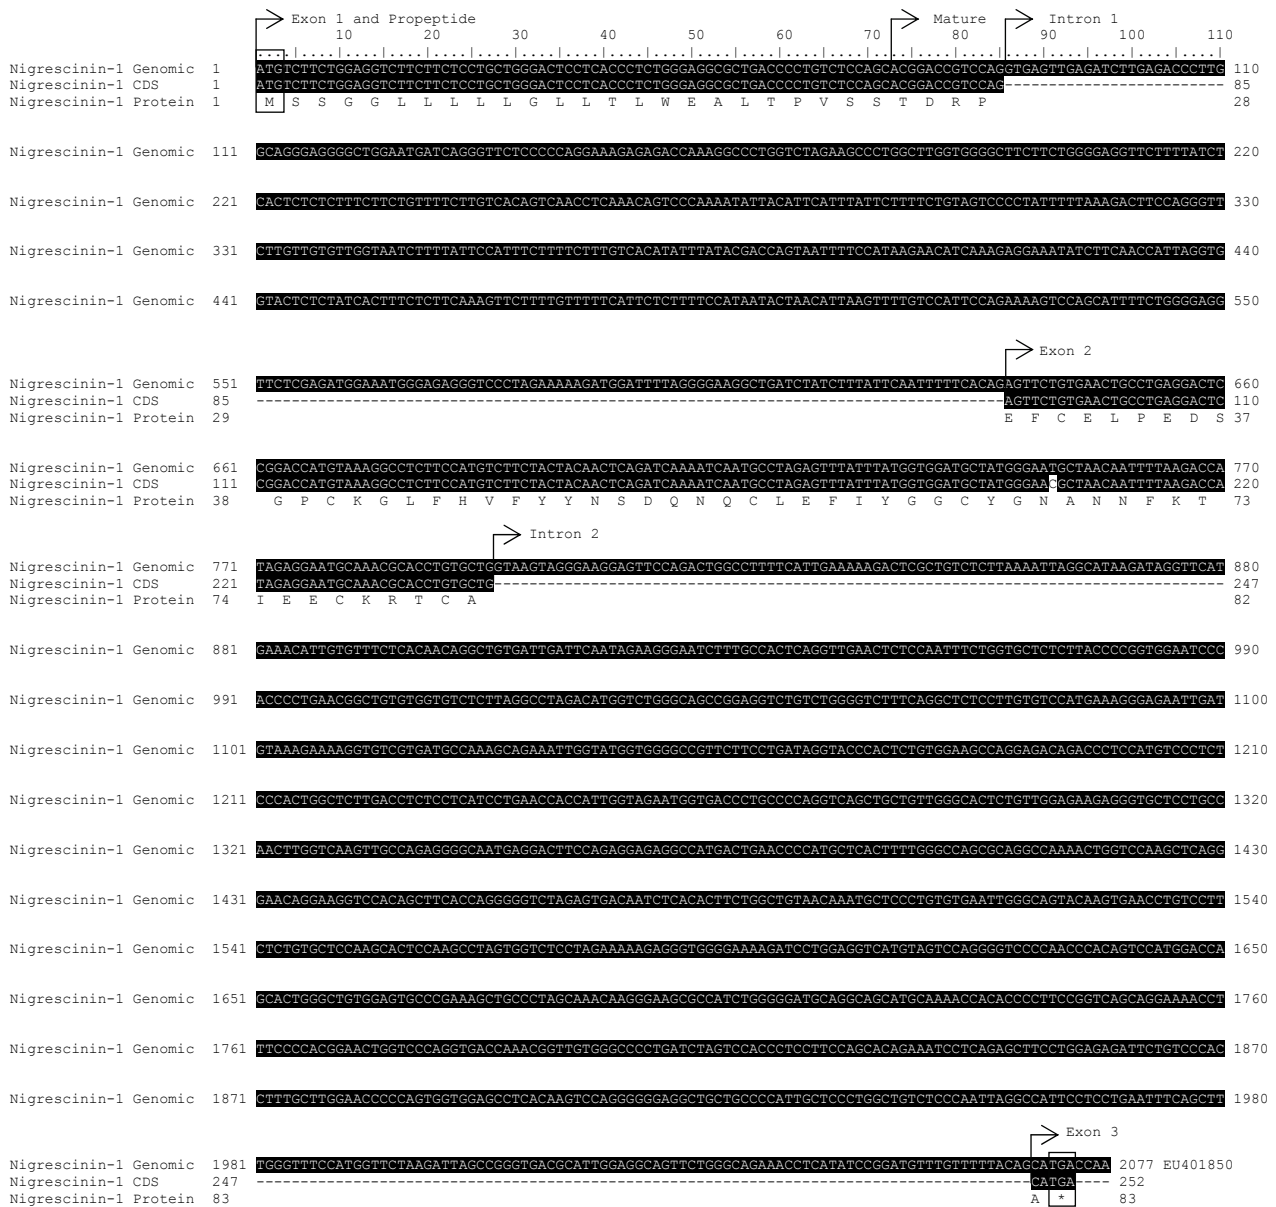 Exon 1 and Propeptide Mature Intron 1
10 20 30 40 50 60 70 80 90 100 110
Nigrescinin-1 Genomic 1 ATGTCTTCTGGAGGTCTTCTTCTCCTGCTGGGACTCCTCACCCTCTGGGAGGCGCTGACCCCTGTCTCCAGCACGGACCGTCCAGGTGAGTTGAGATCTTGAGACCCTTG 110
Nigrescinin-1 CDS 1 ATGTCTTCTGGAGGTCTTCTTCTCCTGCTGGGACTCCTCACCCTCTGGGAGGCGCTGACCCCTGTCTCCAGCACGGACCGTCCAG------------------------- 85
Nigrescinin-1 Protein 1 M S S G G L L L L L G L L T L W E A L T P V S S T D R P 28
Nigrescinin-1 Genomic 111 GCAGGGAGGGGCTGGAATGATCAGGGTTCTCCCCCAGGAAAGAGAGACCAAAGGCCCTGGTCTAGAAGCCCTGGCTTGGTGGGGCTTCTTCTGGGGAGGTTCTTTTATCT 220
Nigrescinin-1 Genomic 221 CACTCTCTCTTTCTTCTGTTTTCTTGTCACAGTCAACCTCAAACAGTCCCAAAATATTACATTCATTTATTCTTTTCTGTAGTCCCCTATTTTTAAAGACTTCCAGGGTT 330
Nigrescinin-1 Genomic 331 CTTGTTGTGTTGGTAATCTTTTATTCCATTTCTTTTCTTTGTCACATATTTATACGACCAGTAATTTTCCATAAGAACATCAAAGAGGAAATATCTTCAACCATTAGGTG 440
Nigrescinin-1 Genomic 441 GTACTCTCTATCACTTTCTCTTCAAAGTTCTTTTGTTTTTCATTCTCTTTTCCATAATACTAACATTAAGTTTTGTCCATTCCAGAAAAGTCCAGCATTTTCTGGGGAGG 550
Exon 2
Nigrescinin-1 Genomic 551 TTCTCGAGATGGAAATGGGAGAGGGTCCCTAGAAAAAGATGGATTTTAGGGGAAGGCTGATCTATCTTTATTCAATTTTTCACAGAGTTCTGTGAACTGCCTGAGGACTC 660
Nigrescinin-1 CDS 85 -------------------------------------------------------------------------------------AGTTCTGTGAACTGCCTGAGGACTC 110
Nigrescinin-1 Protein 29 E F C E L P E D S 37
Nigrescinin-1 Genomic 661 CGGACCATGTAAAGGCCTCTTCCATGTCTTCTACTACAACTCAGATCAAAATCAATGCCTAGAGTTTATTTATGGTGGATGCTATGGGAATGCTAACAATTTTAAGACCA 770
Nigrescinin-1 CDS 111 CGGACCATGTAAAGGCCTCTTCCATGTCTTCTACTACAACTCAGATCAAAATCAATGCCTAGAGTTTATTTATGGTGGATGCTATGGGAACGCTAACAATTTTAAGACCA 220
Nigrescinin-1 Protein 38 G P C K G L F H V F Y Y N S D Q N Q C L E F I Y G G C Y G N A N N F K T 73
Intron 2
Nigrescinin-1 Genomic 771 TAGAGGAATGCAAACGCACCTGTGCTGGTAAGTAGGGAAGGAGTTCCAGACTGGCCTTTTCATTGAAAAAGACTCGCTGTCTCTTAAAATTAGGCATAAGATAGGTTCAT 880
Nigrescinin-1 CDS 221 TAGAGGAATGCAAACGCACCTGTGCTG----------------------------------------------------------------------------------- 247
Nigrescinin-1 Protein 74 I E E C K R T C A 82
Nigrescinin-1 Genomic 881 GAAACATTGTGTTTCTCACAACAGGCTGTGATTGATTCAATAGAAGGGAATCTTTGCCACTCAGGTTGAACTCTCCAATTTCTGGTGCTCTCTTACCCCGGTGGAATCCC 990
Nigrescinin-1 Genomic 991 ACCCCTGAACGGCTGTGTGGTGTCTCTTAGGCCTAGACATGGTCTGGGCAGCCGGAGGTCTGTCTGGGGTCTTTCAGGCTCTCCTTGTGTCCATGAAAGGGAGAATTGAT 1100
Nigrescinin-1 Genomic 1101 GTAAAGAAAAGGTGTCGTGATGCCAAAGCAGAAATTGGTATGGTGGGGCCGTTCTTCCTGATAGGTACCCACTCTGTGGAAGCCAGGAGACAGACCCTCCATGTCCCTCT 1210
Nigrescinin-1 Genomic 1211 CCCACTGGCTCTTGACCTCTCCTCATCCTGAACCACCATTGGTAGAATGGTGACCCTGCCCCAGGTCAGCTGCTGTTGGGCACTCTGTTGGAGAAGAGGGTGCTCCTGCC 1320
Nigrescinin-1 Genomic 1321 AACTTGGTCAAGTTGCCAGAGGGGCAATGAGGACTTCCAGAGGAGAGGCCATGACTGAACCCCATGCTCACTTTTGGGCCAGCGCAGGCCAAAACTGGTCCAAGCTCAGG 1430
Nigrescinin-1 Genomic 1431 GAACAGGAAGGTCCACAGCTTCACCAGGGGGTCTAGAGTGACAATCTCACACTTCTGGCTGTAACAAATGCTCCCTGTGTGAATTGGGCAGTACAAGTGAACCTGTCCTT 1540
Nigrescinin-1 Genomic 1541 CTCTGTGCTCCAAGCACTCCAAGCCTAGTGGTCTCCTAGAAAAAGAGGGTGGGGAAAAGATCCTGGAGGTCATGTAGTCCAGGGGTCCCCAACCCACAGTCCATGGACCA 1650
Nigrescinin-1 Genomic 1651 GCACTGGGCTGTGGAGTGCCCGAAAGCTGCCCTAGCAAACAAGGGAAGCGCCATCTGGGGGATGCAGGCAGCATGCAAAACCACACCCCTTCCGGTCAGCAGGAAAACCT 1760
Nigrescinin-1 Genomic 1761 TTCCCCACGGAACTGGTCCCAGGTGACCAAACGGTTGTGGGCCCCTGATCTAGTCCACCCTCCTTCCAGCACAGAAATCCTCAGAGCTTCCTGGAGAGATTCTGTCCCAC 1870
Nigrescinin-1 Genomic 1871 CTTTGCTTGGAACCCCCAGTGGTGGAGCCTCACAAGTCCAGGGGGGAGGCTGCTGCCCCATTGCTCCCTGGCTGTCTCCCAATTAGGCCATTCCTCCTGAATTTCAGCTT 1980
Exon 3
Nigrescinin-1 Genomic 1981 TGGGTTTCCATGGTTCTAAGATTAGCCGGGTGACGCATTGGAGGCAGTTCTGGGCAGAAACCTCATATCCGGATGTTTGTTTTTACAGCATGACCAA 2077 EU401850
Nigrescinin-1 CDS 247 ----------------------------------------------------------------------------------------CATGA---- 252
Nigrescinin-1 Protein 83 A * 83